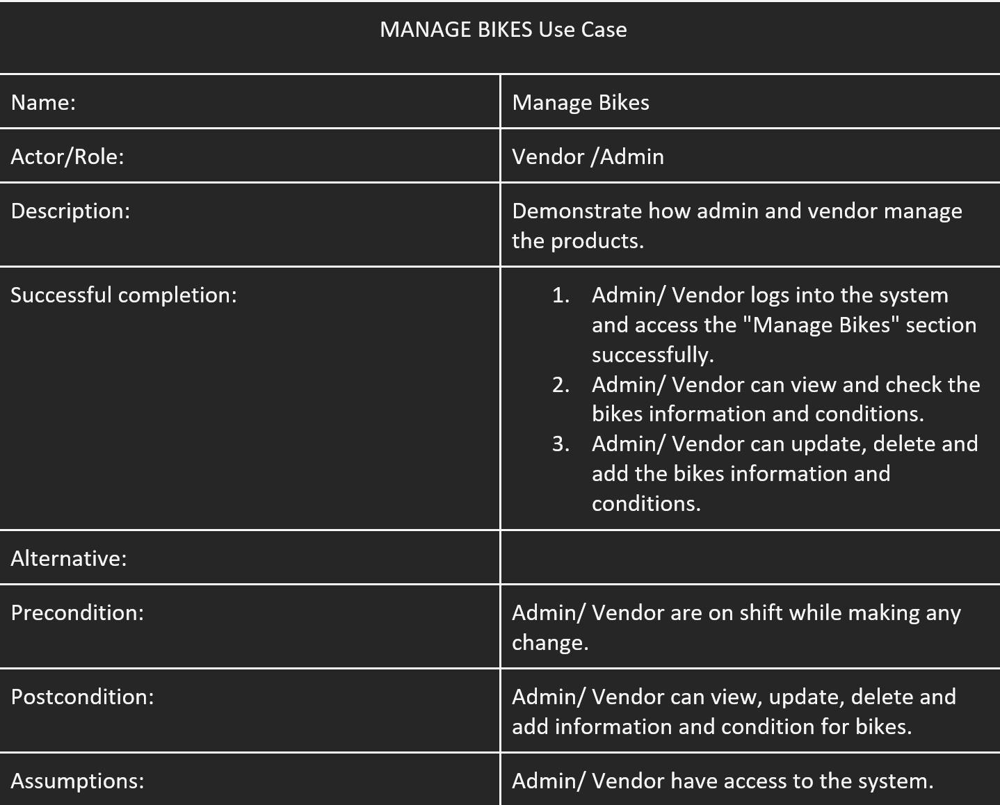 MANAGE BIKES Use Case
Name:
Manage Bikes
Actor/Role:
Vendor /Admin
Description:
Demonstrate how admin and vendor manage
the products.
Successful completion:
1. Admin/ Vendor logs into the system
and access the "Manage Bikes" section
successfully.
2. Admin/ Vendor can view and check the
bikes information and conditions.
3. Admin/ Vendor can update, delete and
add the bikes information and
conditions.
Alternative:
Precondition:
Admin/ Vendor are on shift while making any
change.
Postcondition:
Admin/ Vendor can view, update, delete and
add information and condition for bikes.
Assumptions:
Admin/ Vendor have access to the system.